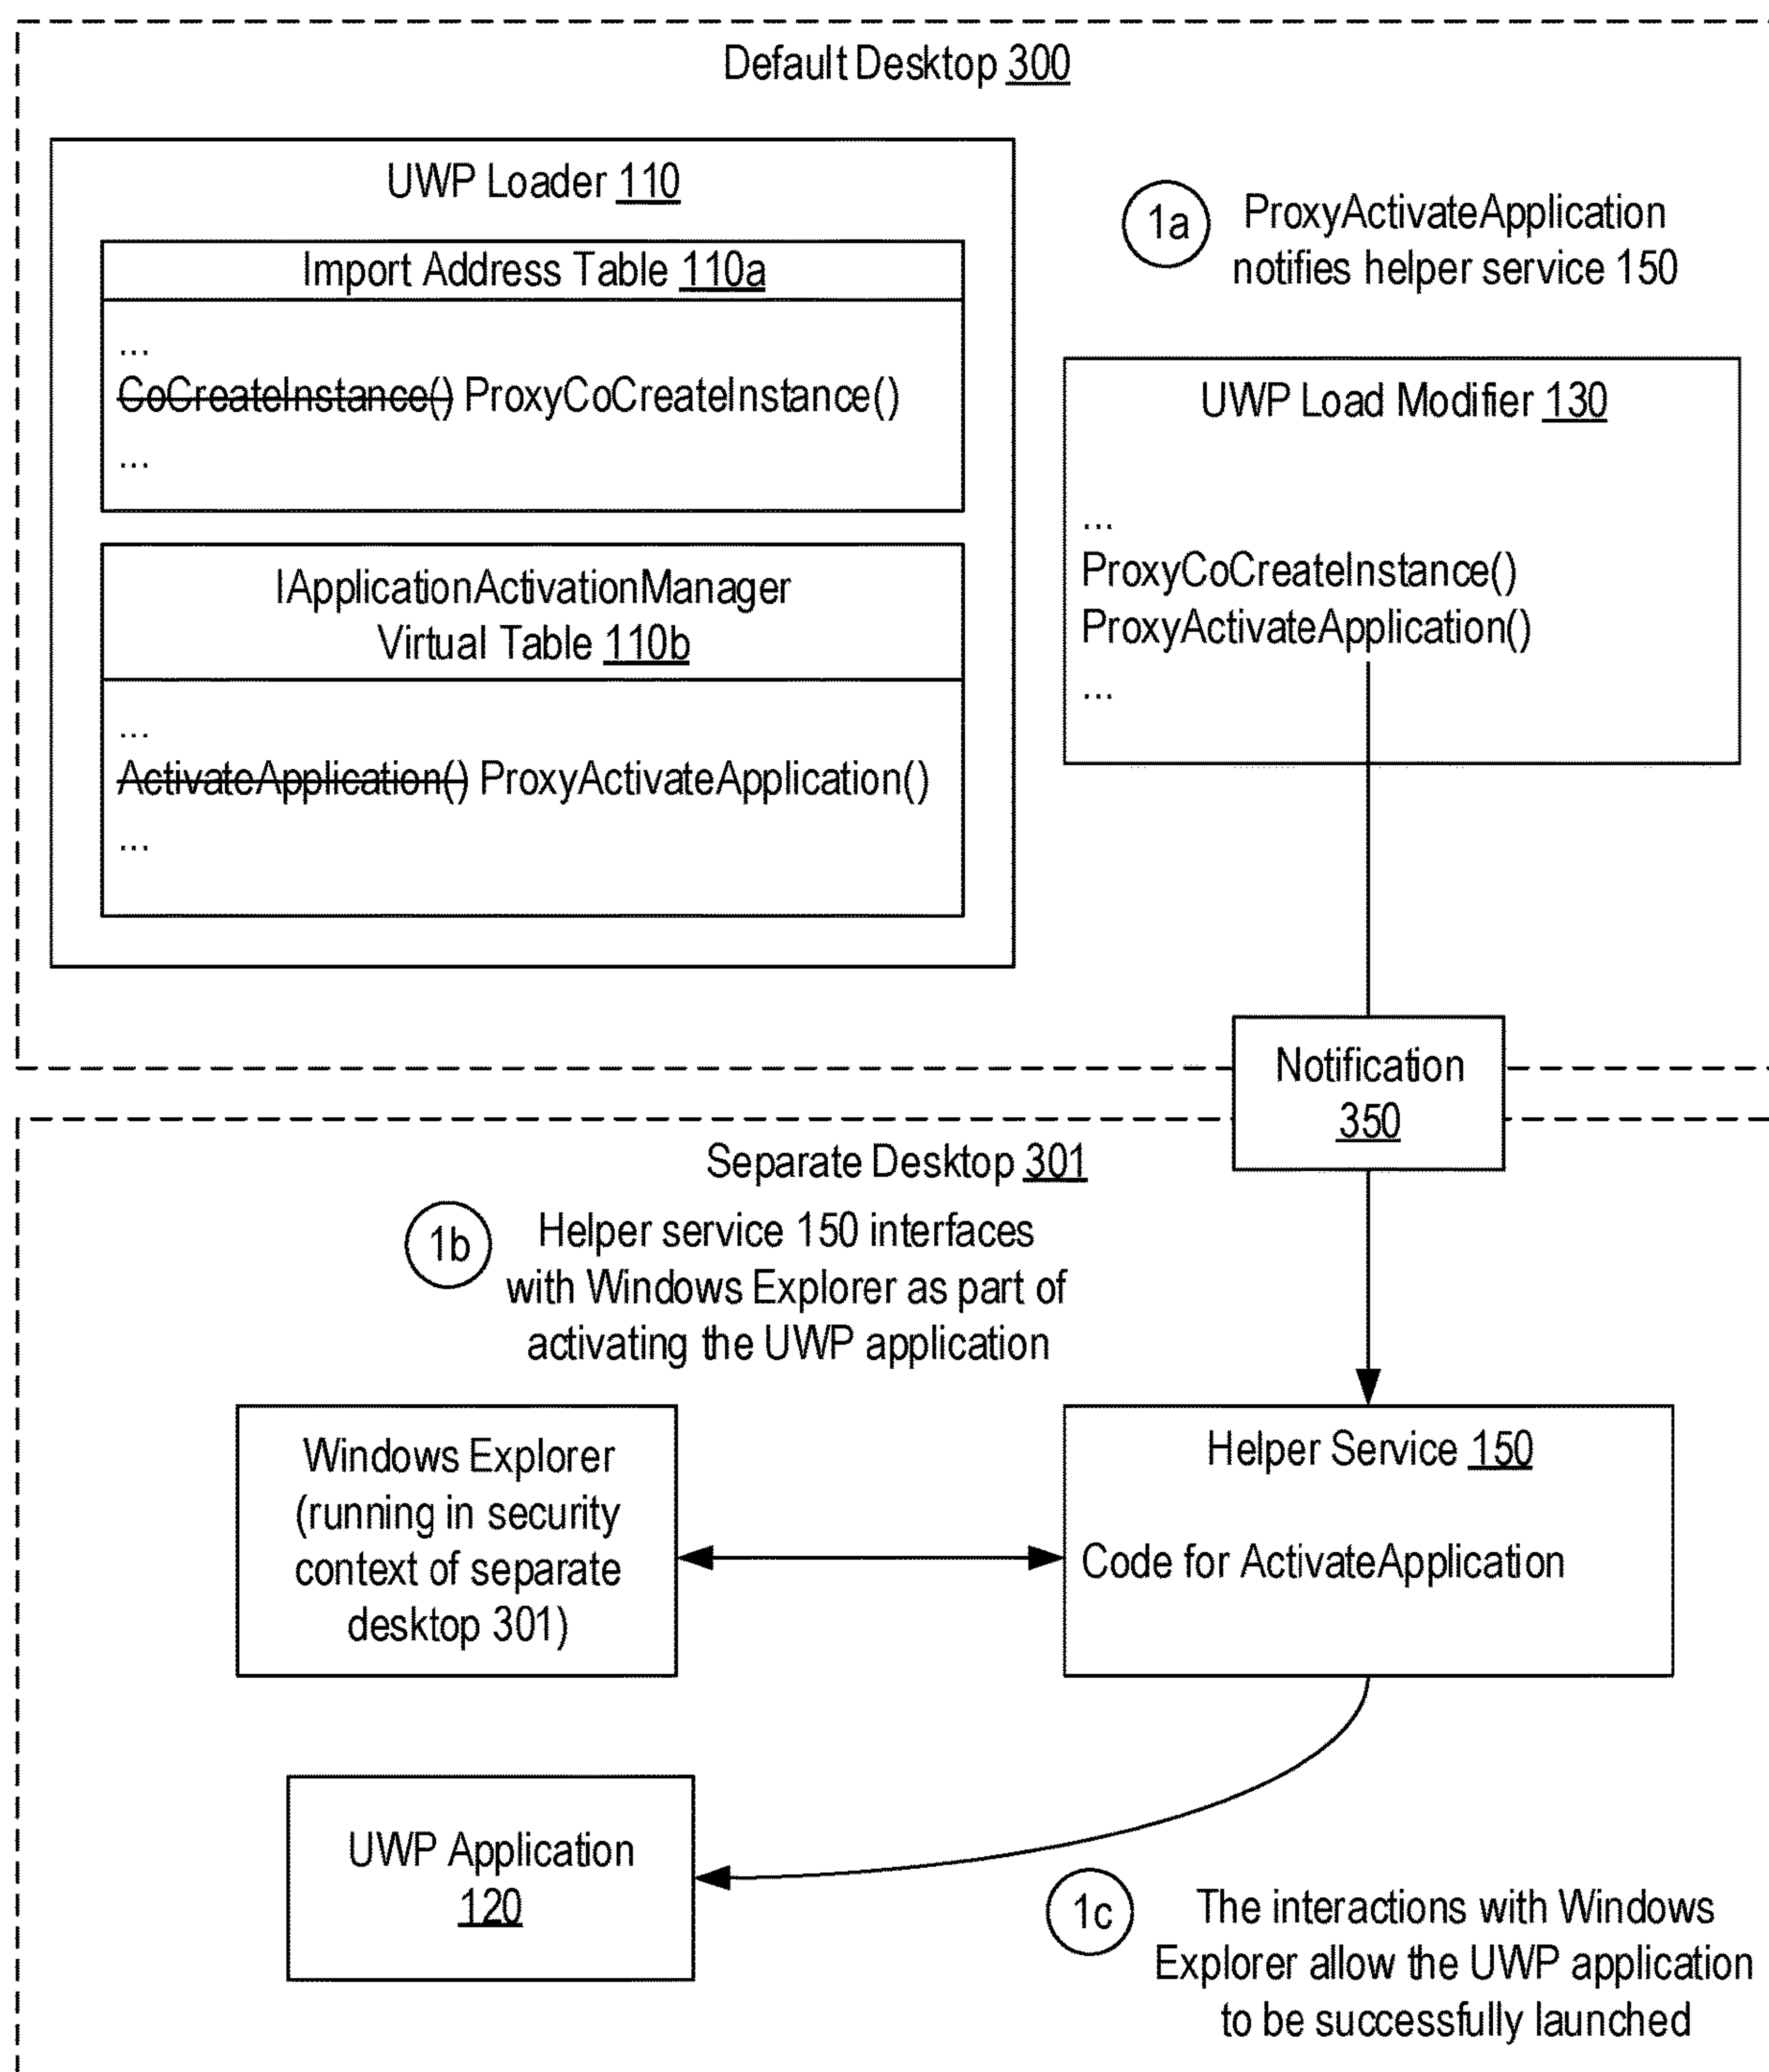 Default Desktop 300
UWP Loader 110
Import Address Table 110a
...
CoCreateInstance() ProxyCoCreateInstance()
...
IApplicationActivationManager
Virtual Table 110b
...
ActivateApplication() ProxyActivateApplication()
...
1a
ProxyActivateApplication
notifies helper service 150
UWP Load Modifier 130
...
ProxyCoCreateInstance()
ProxyActivateApplication()
...
Notification
350
Separate Desktop 301
1b
Helper service 150 interfaces
with Windows Explorer as part of
activating the UWP application
Windows Explorer
(running in security
context of separate
desktop 301)
Helper Service 150
Code for ActivateApplication
UWP Application
120
1c
The interactions with Windows
Explorer allow the UWP application
to be successfully launched